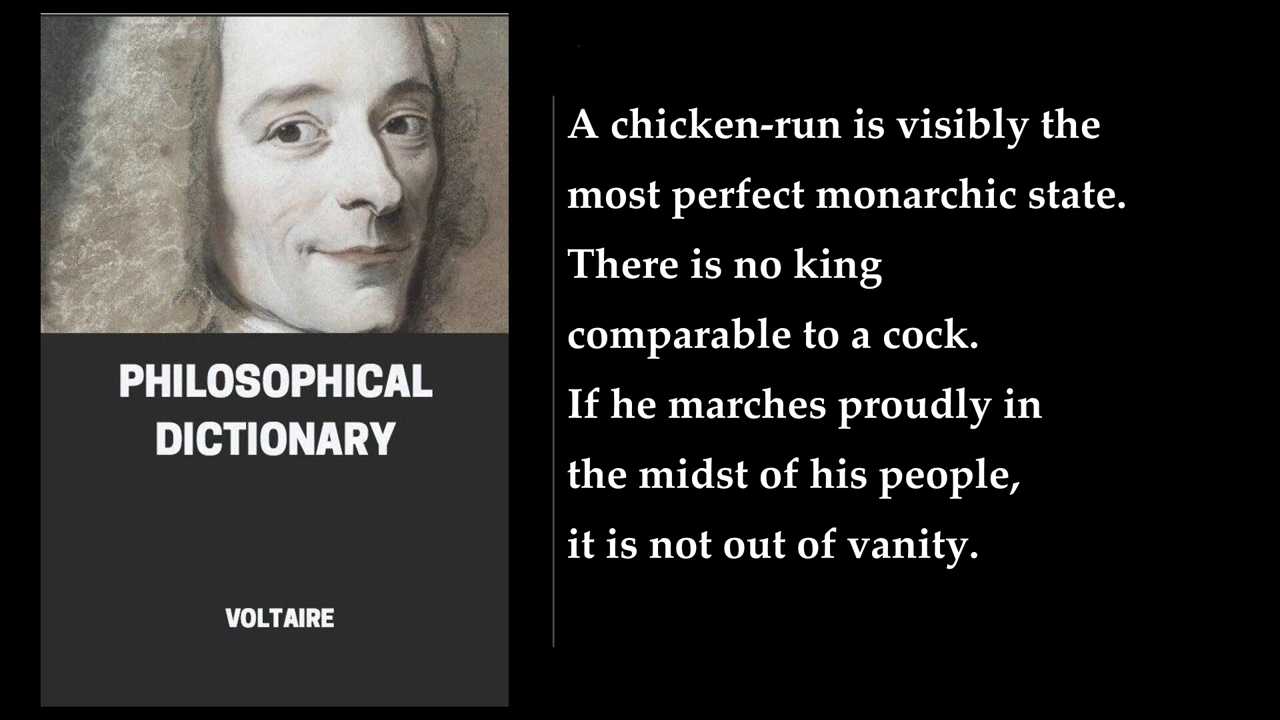 PHILOSOPHICAL
DICTIONARY
VOLTAIRE
A chicken-run is visibly the
most perfect monarchic state.
There is no king
comparable to a cock.
If he marches proudly in
the midst of his people,
it is not out of vanity.